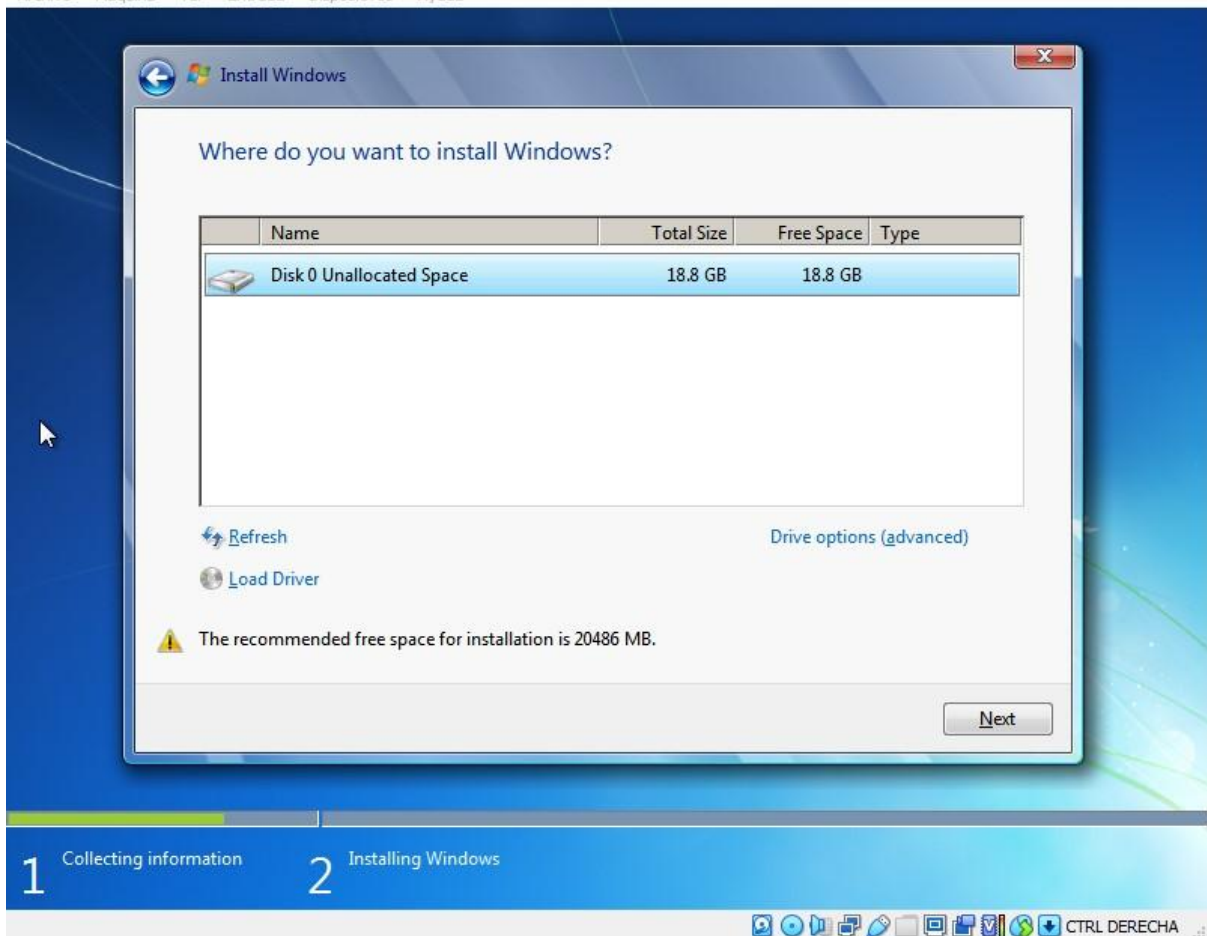 Install Windows
Where do you want to install Windows?
Name Total Size Free Space Type
Disk 0 Unallocated Space 18.8 GB 18.8 GB
Refresh Drive options (advanced)
Load Driver
The recommended free space for installation is 20486 MB.
Next
1 Collecting information 2 Installing Windows
CTRL DERECHA